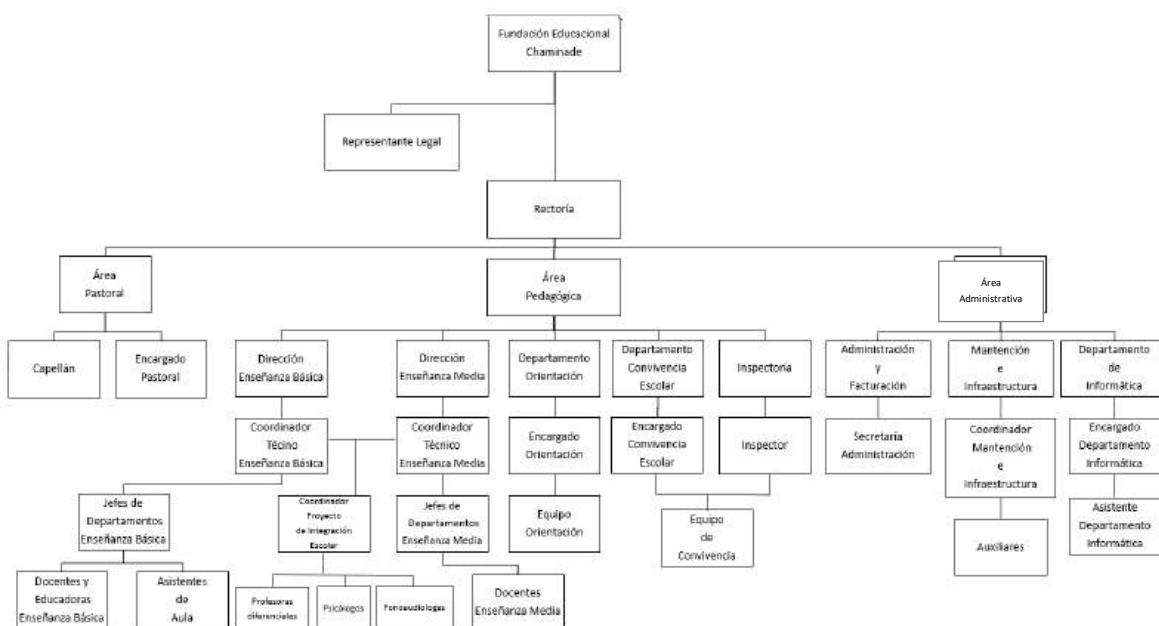 Fundación Educacional
Chaminade
Representante Legal
Rectoría
Área
Pastoral
Área
Pedagógica
Área
Administrativa
Capellán
Encargado
Pastoral
Dirección
Enseñanza Básica
Dirección
Enseñanza Media
Departamento
Orientación
Departamento
Convivencia
Escolar
Inspectoría
Administración
y
Facturación
Mantención
e
Infraestructura
Departamento
de
Informática
Coordinador
Técino
Enseñanza Básica
Coordinador
Técnico
Enseñanza Media
Encargado
Orientación
Encargado
Convivencia
Escolar
Inspector
Secretaria
Administración
Coordinador
Mantención
e
Infraestructura
Encargado
Departamento
Informática
Jefes de
Departamentos
Enseñanza Básica
Coordinador
Proyecto
de Integración
Escolar
Jefes de
Departamentos
Enseñanza Media
Equipo
Orientación
Equipo
de
Convivencia
Auxiliares
Asistente
Departamento
Informática
Docentes y
Educadoras
Enseñanza Básica
Asistentes
de
Aula
Profesoras
diferenciales
Psicólogos
Fonoaudiologas
Docentes
Enseñanza Media